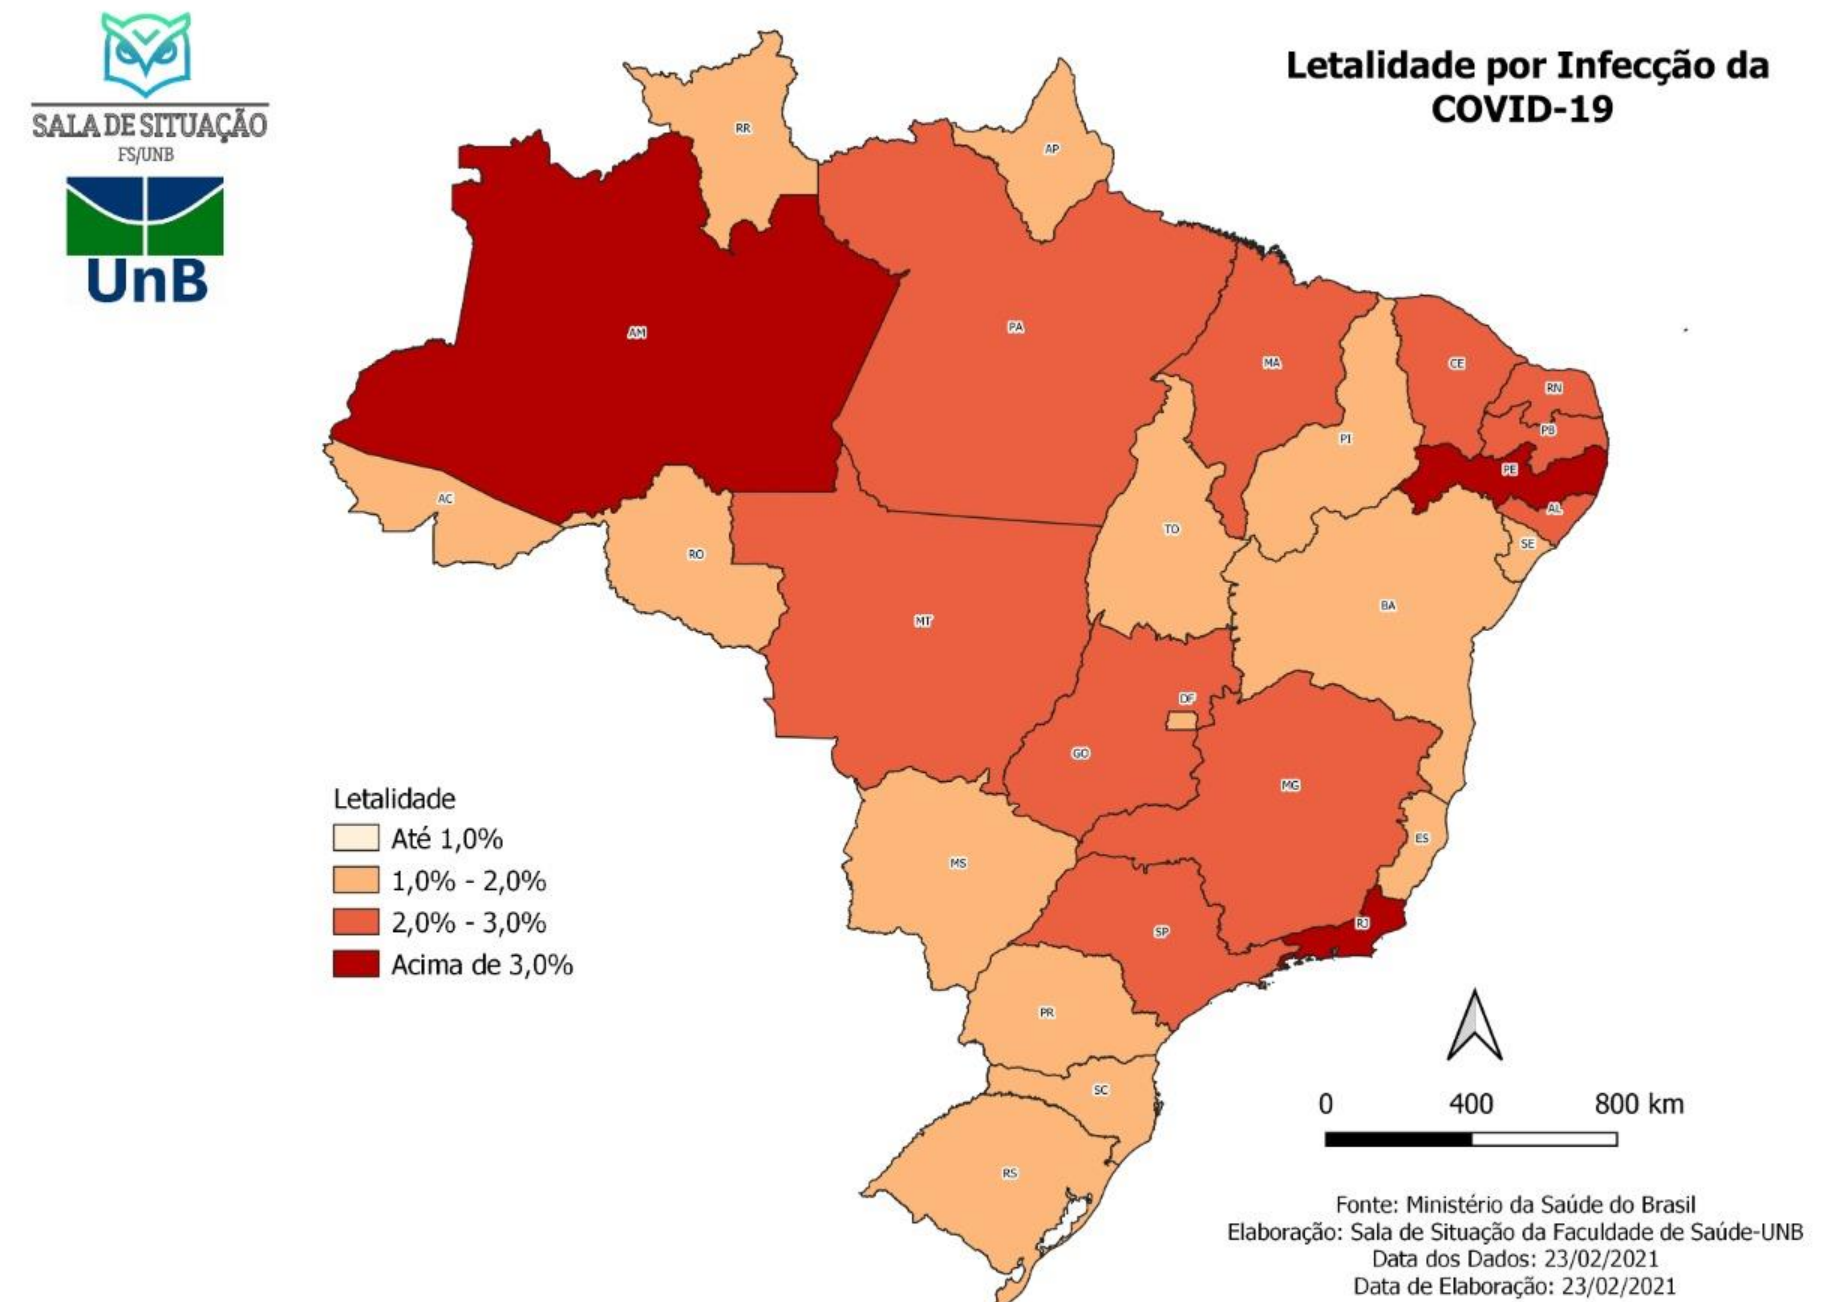 SALA DE SITUAÇÃO
FS/UNB
UnB
Letalidade por Infecção da
COVID-19
RR
AP
AM
PA
MA
CE
RN
PB
PI
PE
AL
AC
SE
TO
RO
BA
MT
DF
GO
MG
ES
MS
RJ
SP
PR
SC
RS
Letalidade
Até 1,0%
1,0% - 2,0%
2,0% - 3,0%
Acima de 3,0%
0 400 800 km
Fonte: Ministério da Saúde do Brasil
Elaboração: Sala de Situação da Faculdade de Saúde-UNB
Data dos Dados: 23/02/2021
Data de Elaboração: 23/02/2021